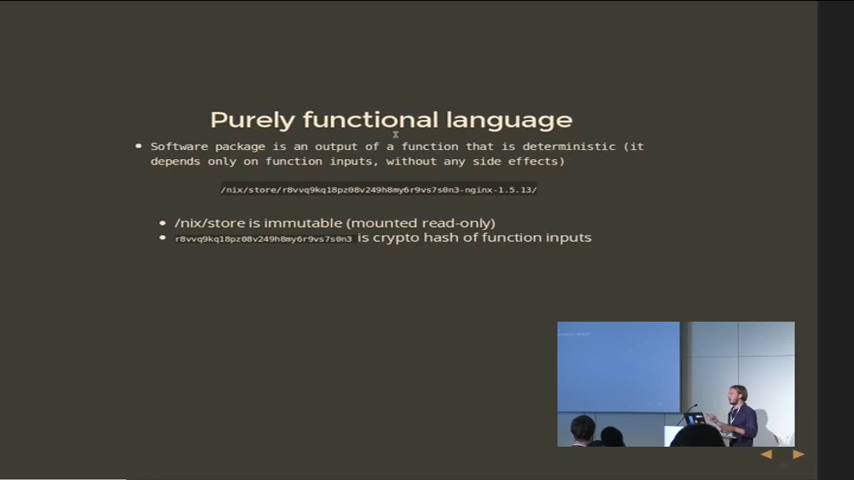 Purely functional language
Software package is an output of a function that is deterministic (it
depends only on function inputs, without any side effects)
/nix/store/r8vvq9kq18pz08v249h8my6r9vs7s0n3-nginx-1.5.13/
/nix/store is immutable (mounted read-only)
r8vvq9kq18pz08v249h8my6r9vs7s0n3 is crypto hash of function inputs